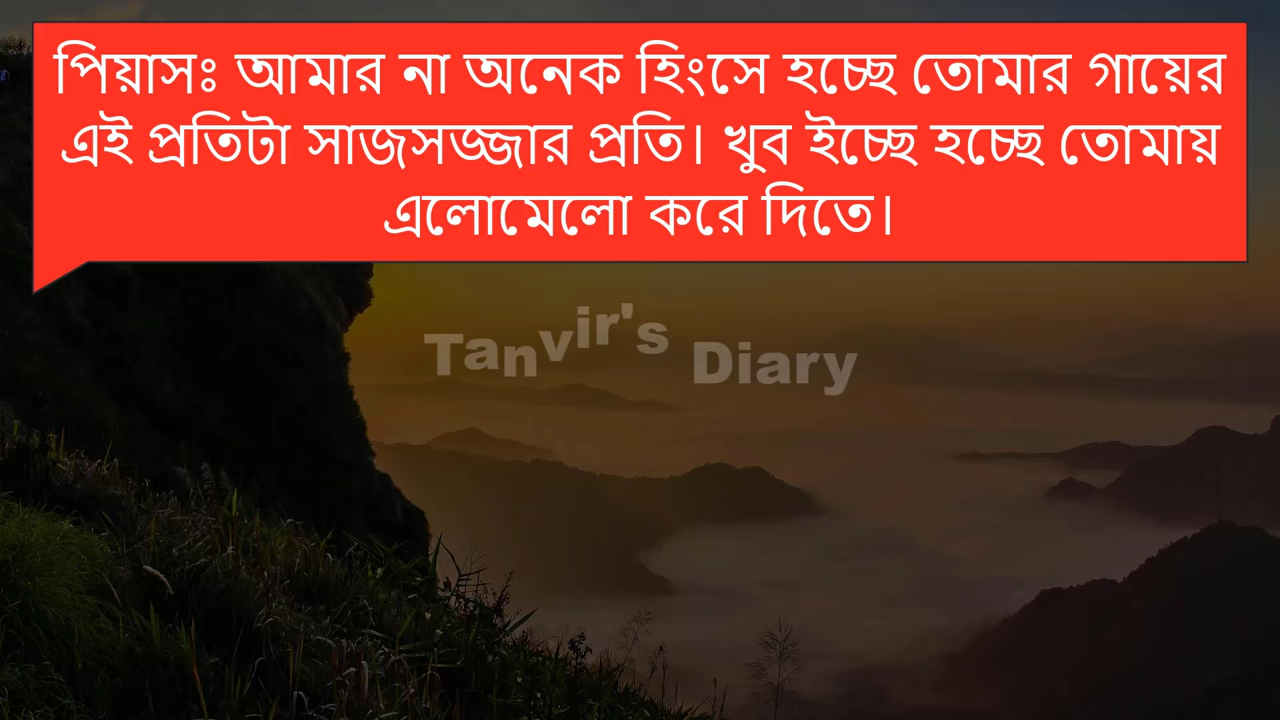 পিয়াসঃ আমার না অনেক হিংসে হচ্ছে তোমার গায়ের
এই প্রতিটা সাজসজ্জার প্রতি। খুব ইচ্ছে হচ্ছে তোমায়
এলোমেলো করে দিতে।
Tanvir's Diary